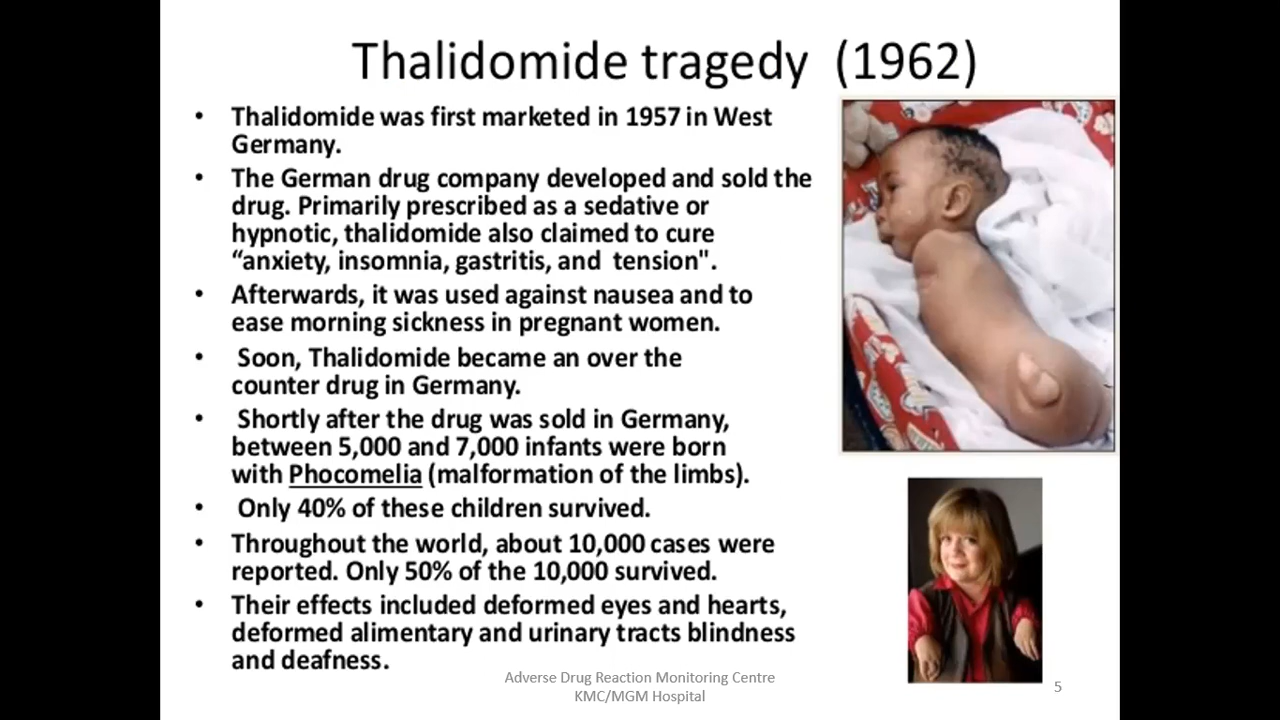 Thalidomide tragedy (1962)
• Thalidomide was first marketed in 1957 in West
Germany.
• The German drug company developed and sold the
drug. Primarily prescribed as a sedative or
hypnotic, thalidomide also claimed to cure
“anxiety, insomnia, gastritis, and tension".
• Afterwards, it was used against nausea and to
ease morning sickness in pregnant women.
• Soon, Thalidomide became an over the
counter drug in Germany.
• Shortly after the drug was sold in Germany,
between 5,000 and 7,000 infants were born
with Phocomelia (malformation of the limbs).
• Only 40% of these children survived.
• Throughout the world, about 10,000 cases were
reported. Only 50% of the 10,000 survived.
• Their effects included deformed eyes and hearts,
deformed alimentary and urinary tracts blindness
and deafness.
Adverse Drug Reaction Monitoring Centre
KMC/MGM Hospital
5